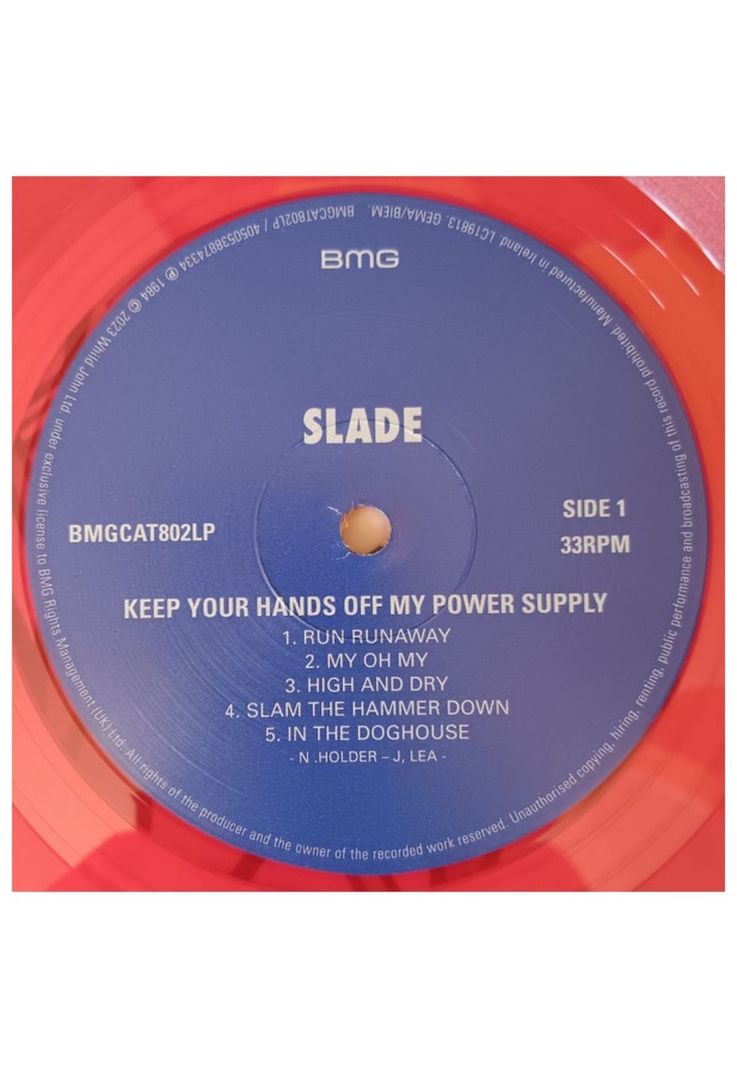 BMG
SLADE
BMGCAT802LP
SIDE 1
33RPM
KEEP YOUR HANDS OFF MY POWER SUPPLY
1. RUN RUNAWAY
2. MY OH MY
3. HIGH AND DRY
4. SLAM THE HAMMER DOWN
5. IN THE DOGHOUSE
- N .HOLDER – J, LEA -
BMGCAT802LP / 4050538874334 ℗ 1984 © 2023 Whild John Ltd. under exclusive license to BMG Rights Management (UK) Ltd. All rights of the producer and the owner of the recorded work reserved. Unauthorised copying, hiring, renting, public performance and broadcasting of this record prohibited. Manufactured in Ireland. LC19813. GEMA/BIEM.